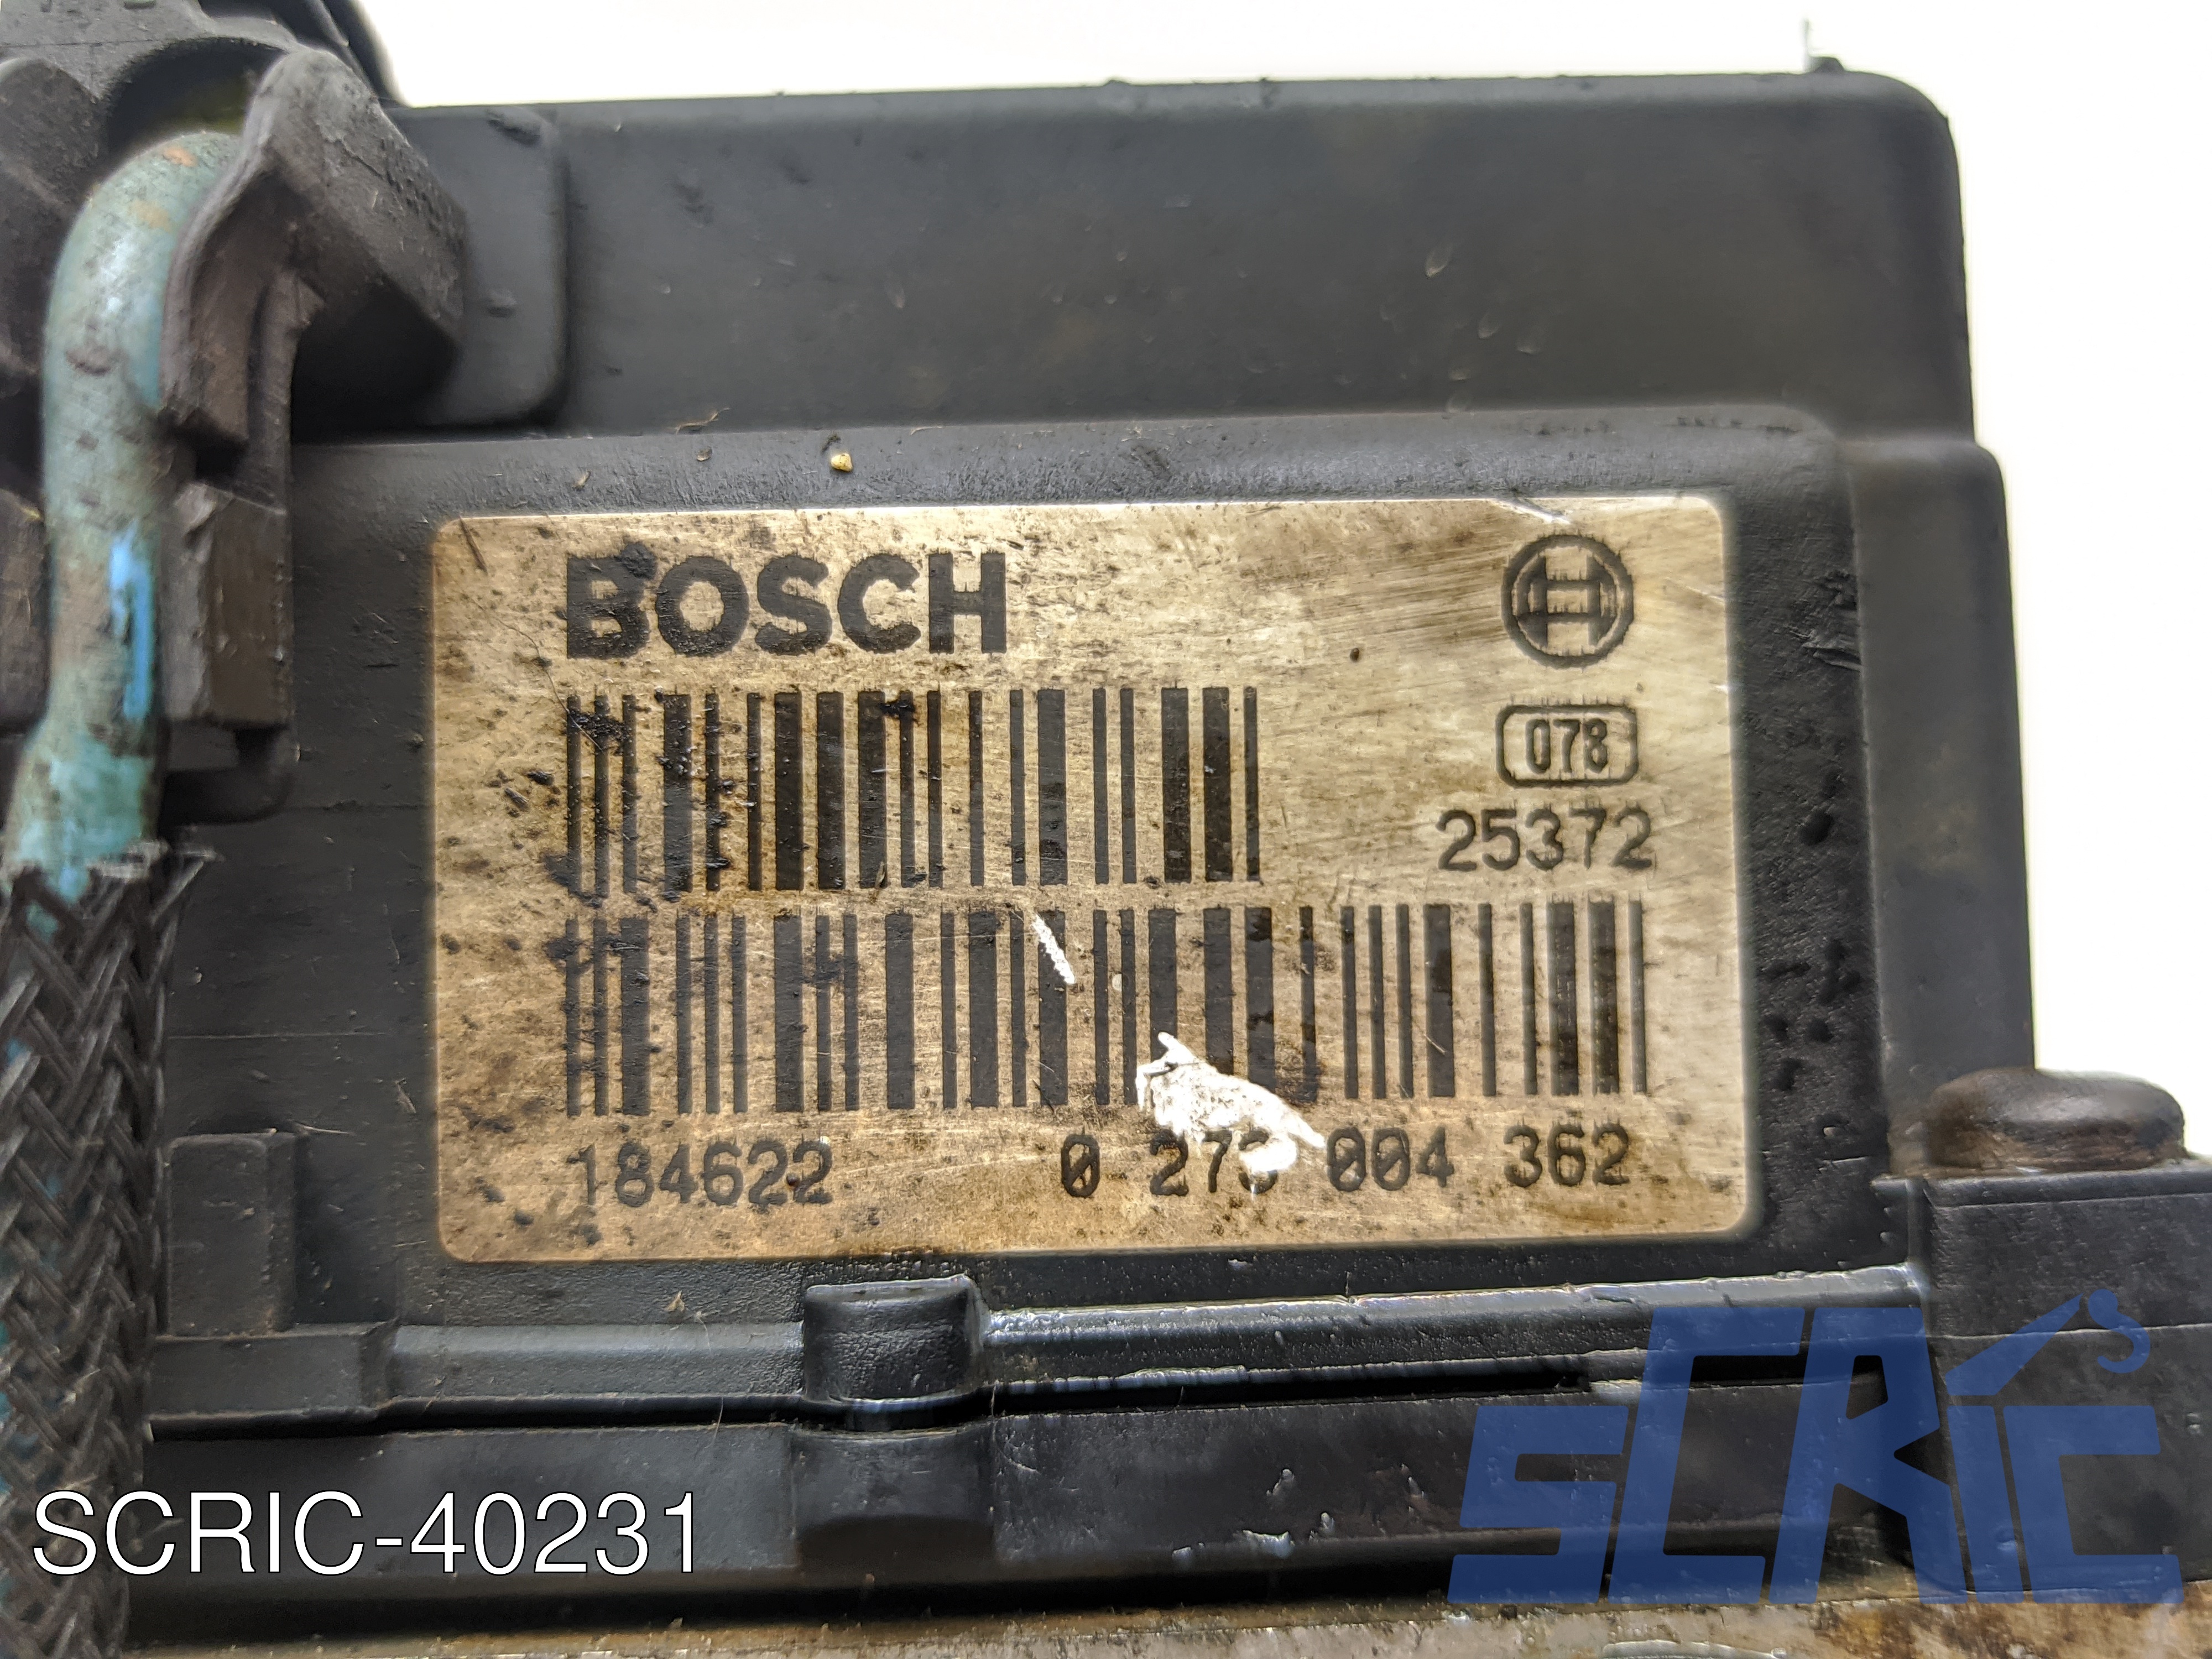 BOSCH
078
25372
184622 0 273 004 362
SCRIC-40231
SCRIC